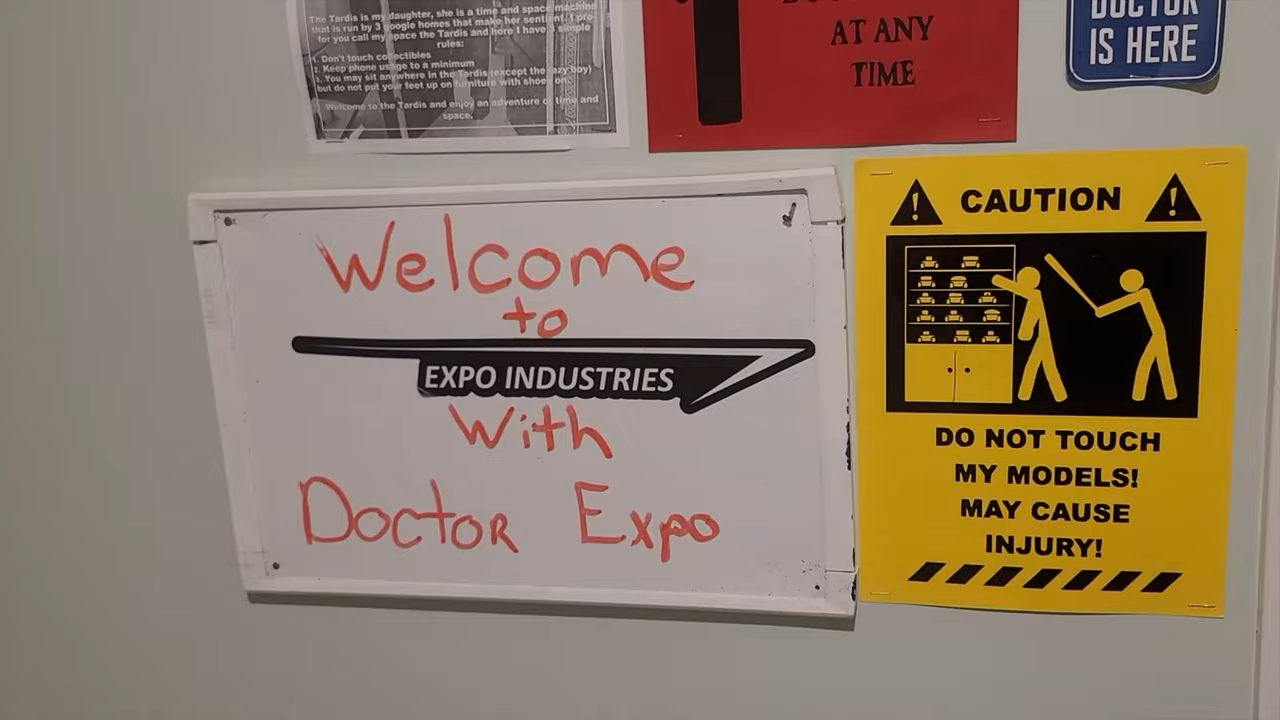 The Tardis is my daughter, she is a time and space machine
that is run by 3 google homes that make her sentient. I pre-
fer you call my space the Tardis and here I have simple
rules:
1. Don't touch collectibles
2. Keep phone usage to a minimum
3. You may sit anywhere in the Tardis (except the lazy boy)
but do not put your feet up on furniture with shoes on.
Welcome to the Tardis and enjoy an adventure of time and
space.
AT ANY
TIME
DOCTOR
IS HERE
Welcome
to
EXPO INDUSTRIES
With
Doctor Expo
CAUTION
DO NOT TOUCH
MY MODELS!
MAY CAUSE
INJURY!